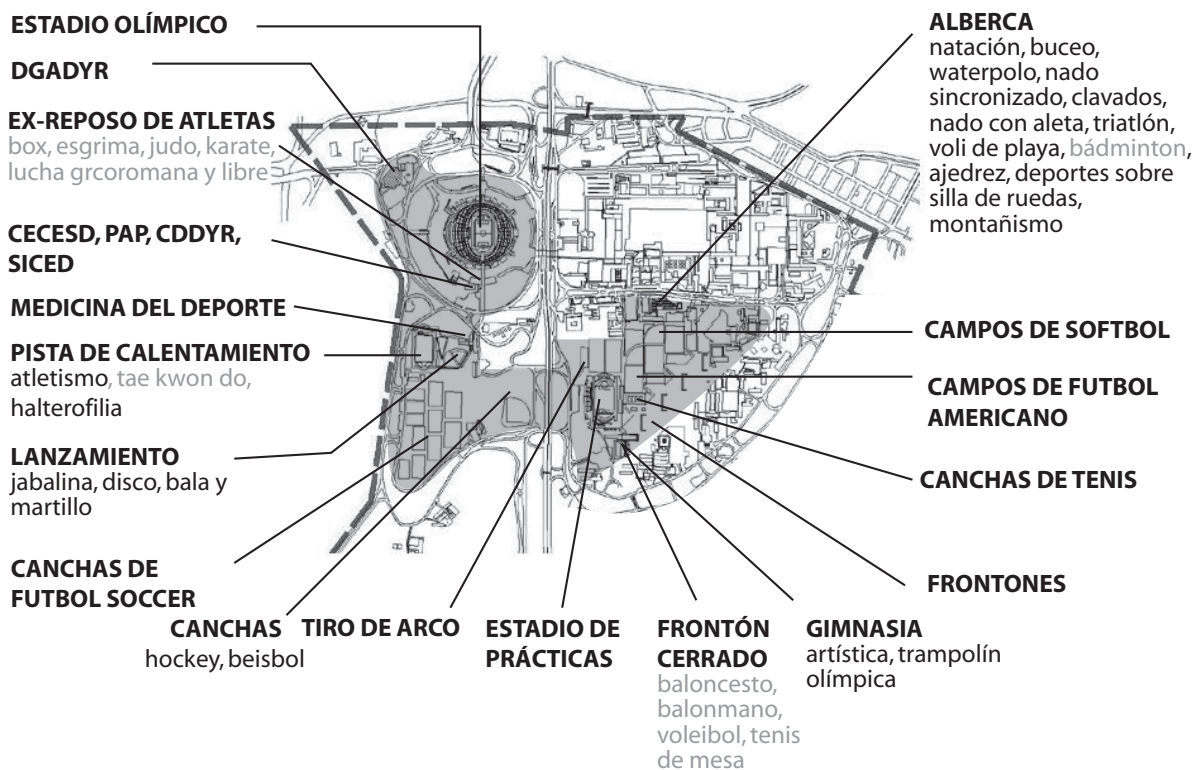 ESTADIO OLÍMPICO
DGADYR
EX-REPOSO DE ATLETAS
box, esgrima, judo, karate,
lucha grcoromana y libre
CECESD, PAP, CDDYR,
SICED
MEDICINA DEL DEPORTE
PISTA DE CALENTAMIENTO
atletismo, tae kwon do,
halterofilia
LANZAMIENTO
jabalina, disco, bala y
martillo
CANCHAS DE
FUTBOL SOCCER
CANCHAS
hockey, beisbol
TIRO DE ARCO
ESTADIO DE
PRÁCTICAS
FRONTÓN
CERRADO
baloncesto,
balonmano,
voleibol, tenis
de mesa
GIMNASIA
artística, trampolín
olímpica
ALBERCA
natación, buceo,
waterpolo, nado
sincronizado, clavados,
nado con aleta, triatlón,
voli de playa, bádminton,
ajedrez, deportes sobre
silla de ruedas,
montañismo
CAMPOS DE SOFTBOL
CAMPOS DE FUTBOL
AMERICANO
CANCHAS DE TENIS
FRONTONES